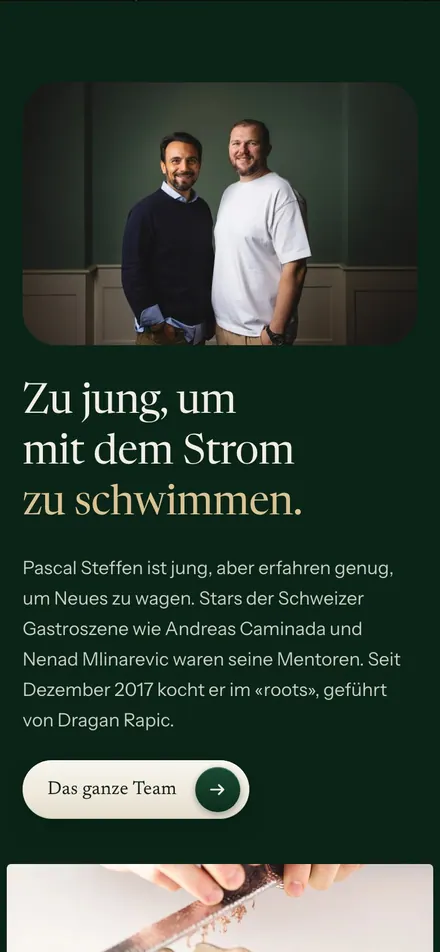 Zu jung, um
mit dem Strom
zu schwimmen.
Pascal Steffen ist jung, aber erfahren genug,
um Neues zu wagen. Stars der Schweizer
Gastroszene wie Andreas Caminada und
Nenad Mlinarevic waren seine Mentoren. Seit
Dezember 2017 kocht er im «roots», geführt
von Dragan Rapic.
Das ganze Team